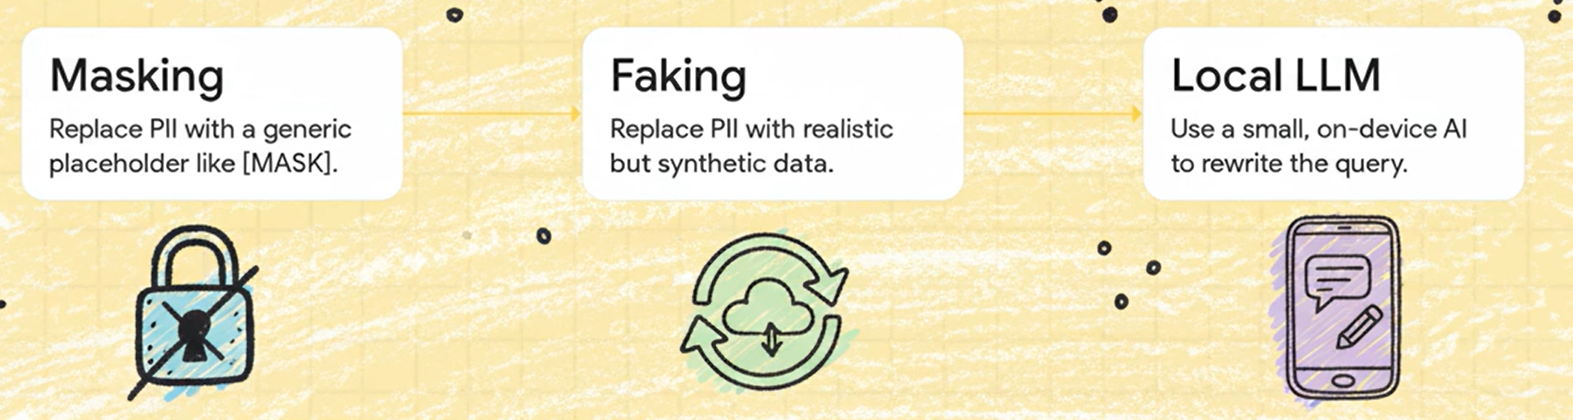 Masking
Replace PII with a generic
placeholder like [MASK].
Faking
Replace PII with realistic
but synthetic data.
Local LLM
Use a small, on-device AI
to rewrite the query.